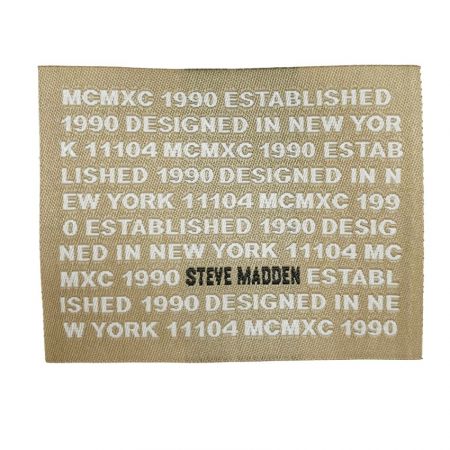 MCMXC 1990 ESTABLISHED
1990 DESIGNED IN NEW YOR
K 11104 MCMXC 1990 ESTAB
LISHED 1990 DESIGNED IN N
EW YORK 11104 MCMXC 199
0 ESTABLISHED 1990 DESIG
NED IN NEW YORK 11104 MC
MXC 1990 STEVE MADDEN ESTABL
ISHED 1990 DESIGNED IN NE
W YORK 11104 MCMXC 1990